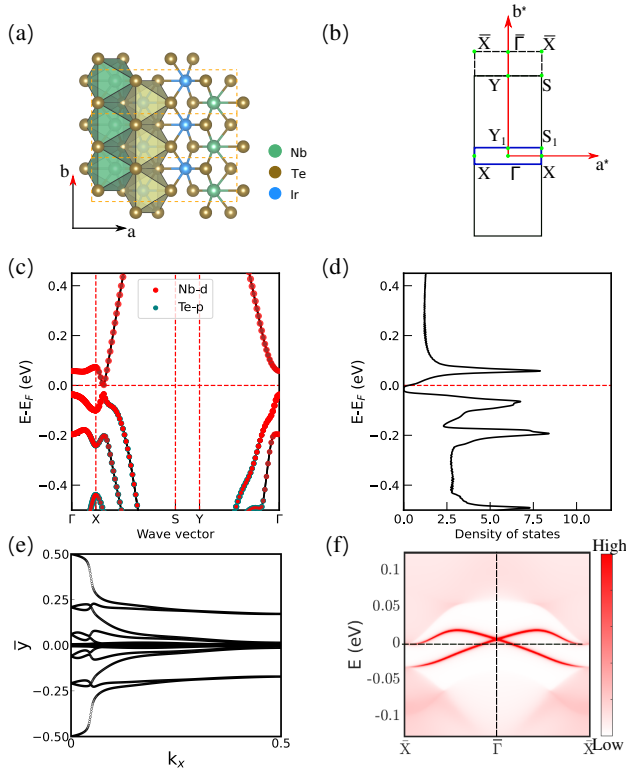 (a)
b
a
Nb
Te
Ir
(b)
b*
X̄ Γ̄ X̄
Y S
Y₁ S₁
a*
X Γ X
(c)
Nb-d
Te-p
E-E_F (eV)
0.4
0.2
0.0
−0.2
−0.4
Γ X S Y Γ
Wave vector
(d)
E-E_F (eV)
0.4
0.2
0.0
−0.2
−0.4
0.0 2.5 5.0 7.5 10.0
Density of states
(e)
ȳ
0.50
0.25
0.00
−0.25
−0.50
0 0.5
k_x
(f)
High
Low
E (eV)
0.1
0.05
0
-0.05
-0.1
X̄ Γ̄ X̄